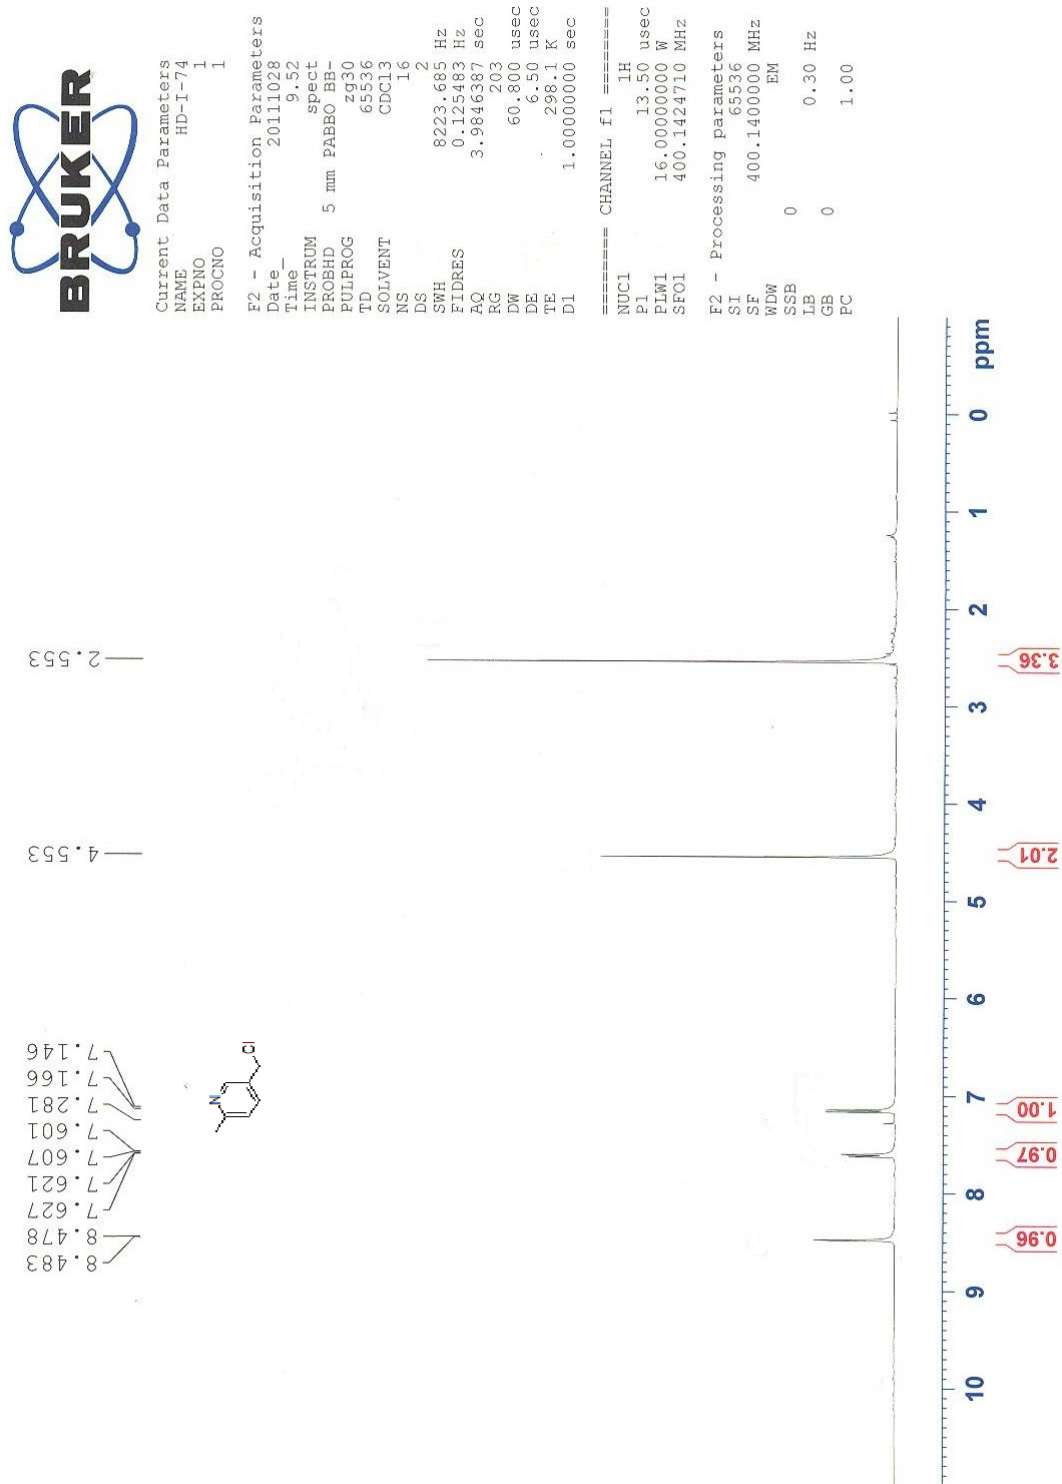 BRUKER
Current Data Parameters
NAME HD-I-74
EXPNO 1
PROCNO 1
F2 - Acquisition Parameters
Date_ 20111028
Time_ 9.52
INSTRUM spect
PROBHD 5 mm PABBO BB-
PULPROG zg30
TD 65536
SOLVENT CDCl3
NS 16
DS 2
SWH 8223.685 Hz
FIDRES 0.125483 Hz
AQ 3.9846387 sec
RG 203
DW 60.800 usec
DE 6.50 usec
TE 298.1 K
D1 1.00000000 sec
======== CHANNEL f1 ========
NUC1 1H
P1 13.50 usec
PLW1 16.00000000 W
SFO1 400.1424710 MHz
F2 - Processing parameters
SI 65536
SF 400.1400000 MHz
WDW EM
SSB 0
LB 0.30 Hz
GB 0
PC 1.00
8.483
8.478
7.627
7.621
7.607
7.601
7.281
7.166
7.146
4.553
2.553
N
Cl
10 9 8 7 6 5 4 3 2 1 0 ppm
0.96
0.97
1.00
2.01
3.36